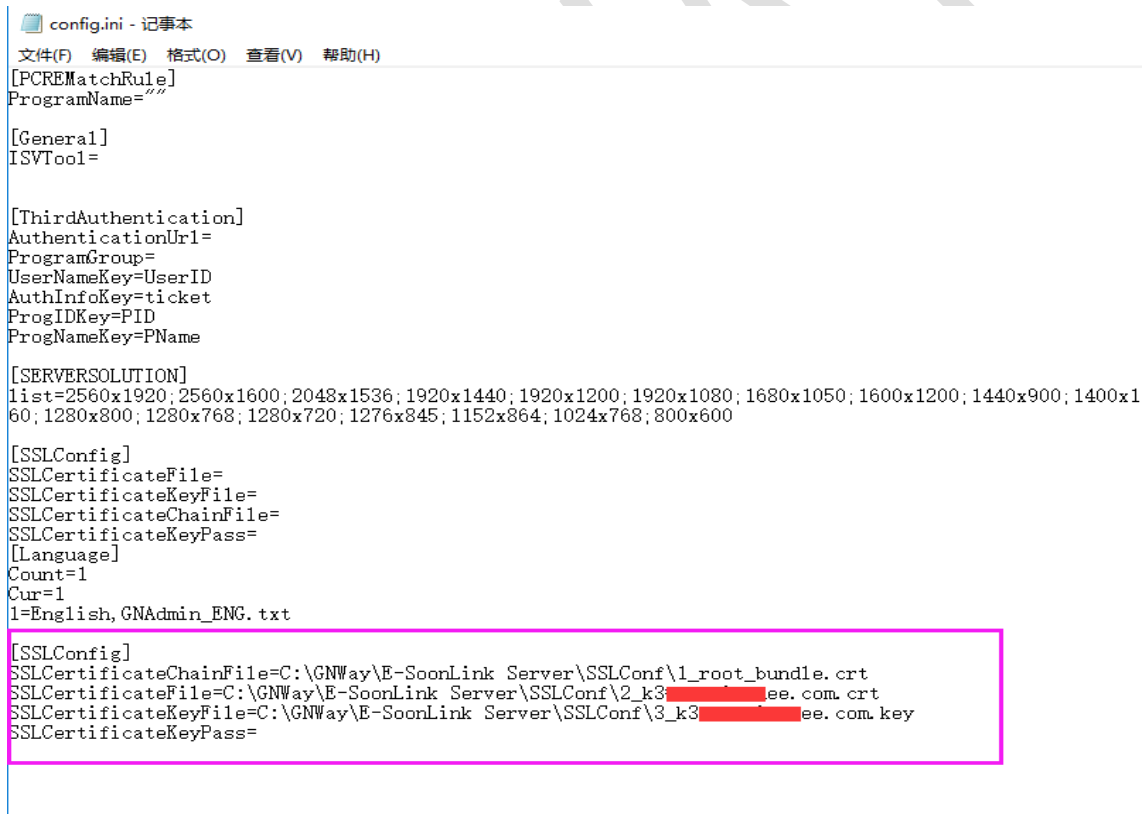 config.ini - 记事本
文件(F) 编辑(E) 格式(O) 查看(V) 帮助(H)
[PCREMatchRule]
ProgramName=""
[General]
ISVTool=
[ThirdAuthentication]
AuthenticationUrl=
ProgramGroup=
UserNameKey=UserID
AuthInfoKey=ticket
ProgIDKey=PID
ProgNameKey=PName
[SERVERSOLUTION]
list=2560x1920;2560x1600;2048x1536;1920x1440;1920x1200;1920x1080;1680x1050;1600x1200;1440x900;1400x1
60;1280x800;1280x768;1280x720;1276x845;1152x864;1024x768;800x600
[SSLConfig]
SSLCertificateFile=
SSLCertificateKeyFile=
SSLCertificateChainFile=
SSLCertificateKeyPass=
[Language]
Count=1
Cur=1
1=English,GNAdmin_ENG.txt
[SSLConfig]
SSLCertificateChainFile=C:\GNWay\E-SoonLink Server\SSLConf\1_root_bundle.crt
SSLCertificateFile=C:\GNWay\E-SoonLink Server\SSLConf\2_k3 ee.com.crt
SSLCertificateKeyFile=C:\GNWay\E-SoonLink Server\SSLConf\3_k3 ee.com.key
SSLCertificateKeyPass=